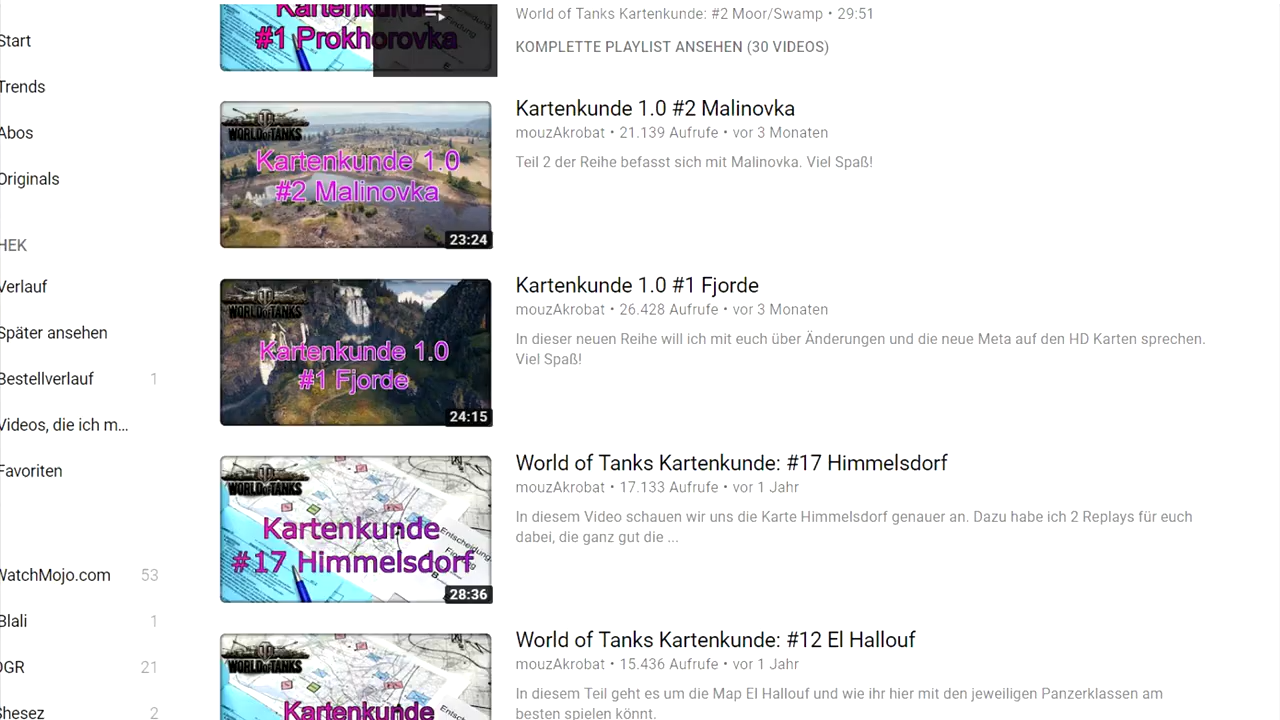 Kartenkunde
#1 Prokhorovka
World of Tanks Kartenkunde: #2 Moor/Swamp • 29:51
KOMPLETTE PLAYLIST ANSEHEN (30 VIDEOS)
Start
Trends
Abos
Originals
HEK
Verlauf
Später ansehen
Bestellverlauf 1
Videos, die ich m...
Favoriten
WatchMojo.com 53
Blali 1
OGR 21
Shesez 2
WORLD OF TANKS
Kartenkunde 1.0
#2 Malinovka
23:24
Kartenkunde 1.0 #2 Malinovka
mouzAkrobat • 21.139 Aufrufe • vor 3 Monaten
Teil 2 der Reihe befasst sich mit Malinovka. Viel Spaß!
WORLD OF TANKS
Kartenkunde 1.0
#1 Fjorde
24:15
Kartenkunde 1.0 #1 Fjorde
mouzAkrobat • 26.428 Aufrufe • vor 3 Monaten
In dieser neuen Reihe will ich mit euch über Änderungen und die neue Meta auf den HD Karten sprechen.
Viel Spaß!
WORLD OF TANKS
Kartenkunde
#17 Himmelsdorf
28:36
World of Tanks Kartenkunde: #17 Himmelsdorf
mouzAkrobat • 17.133 Aufrufe • vor 1 Jahr
In diesem Video schauen wir uns die Karte Himmelsdorf genauer an. Dazu habe ich 2 Replays für euch
dabei, die ganz gut die ...
WORLD OF TANKS
Kartenkunde
World of Tanks Kartenkunde: #12 El Hallouf
mouzAkrobat • 15.436 Aufrufe • vor 1 Jahr
In diesem Teil geht es um die Map El Hallouf und wie ihr hier mit den jeweiligen Panzerklassen am
besten spielen könnt.